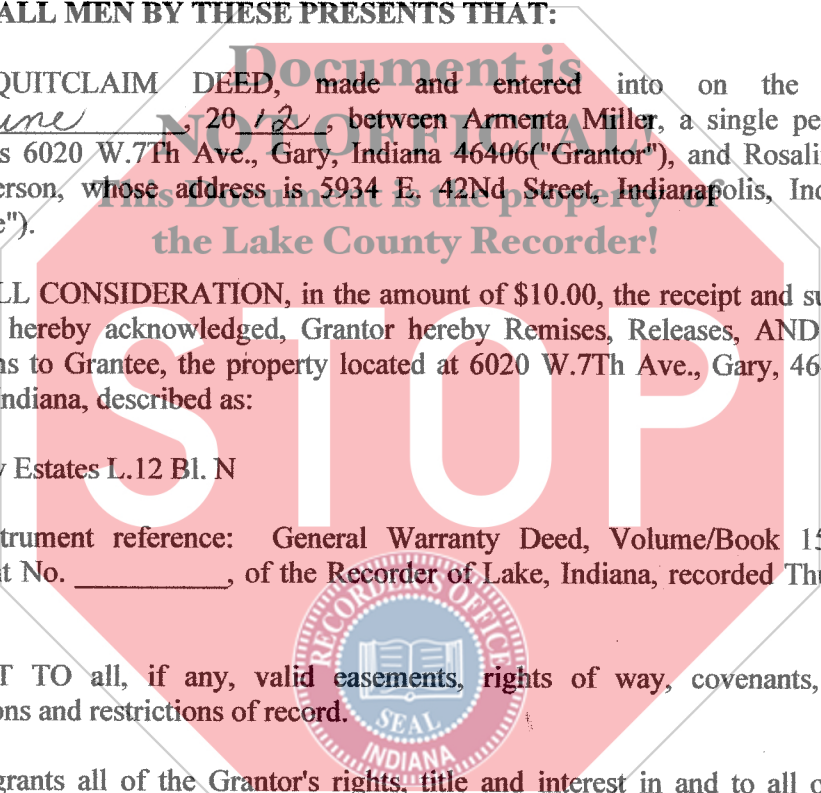 ALL MEN BY THESE PRESENTS THAT:
QUITCLAIM DEED, made and entered into on the
une, 20 12, between Armenta Miller, a single pe
s 6020 W.7Th Ave., Gary, Indiana 46406("Grantor"), and Rosali
erson, whose address is 5934 E. 42Nd Street, Indianapolis, Ind
e").
LL CONSIDERATION, in the amount of $10.00, the receipt and su
hereby acknowledged, Grantor hereby Remises, Releases, AND
ns to Grantee, the property located at 6020 W.7Th Ave., Gary, 46
ndiana, described as:
y Estates L.12 Bl. N
trument reference: General Warranty Deed, Volume/Book 15
t No. __________, of the Recorder of Lake, Indiana, recorded Thu
T TO all, if any, valid easements, rights of way, covenants,
ons and restrictions of record.
grants all of the Grantor's rights, title and interest in and to all o
Document is
NOT OFFICIAL!
This Document is the property of
the Lake County Recorder!
STOP
RECORDER'S OFFICE
SEAL
INDIANA